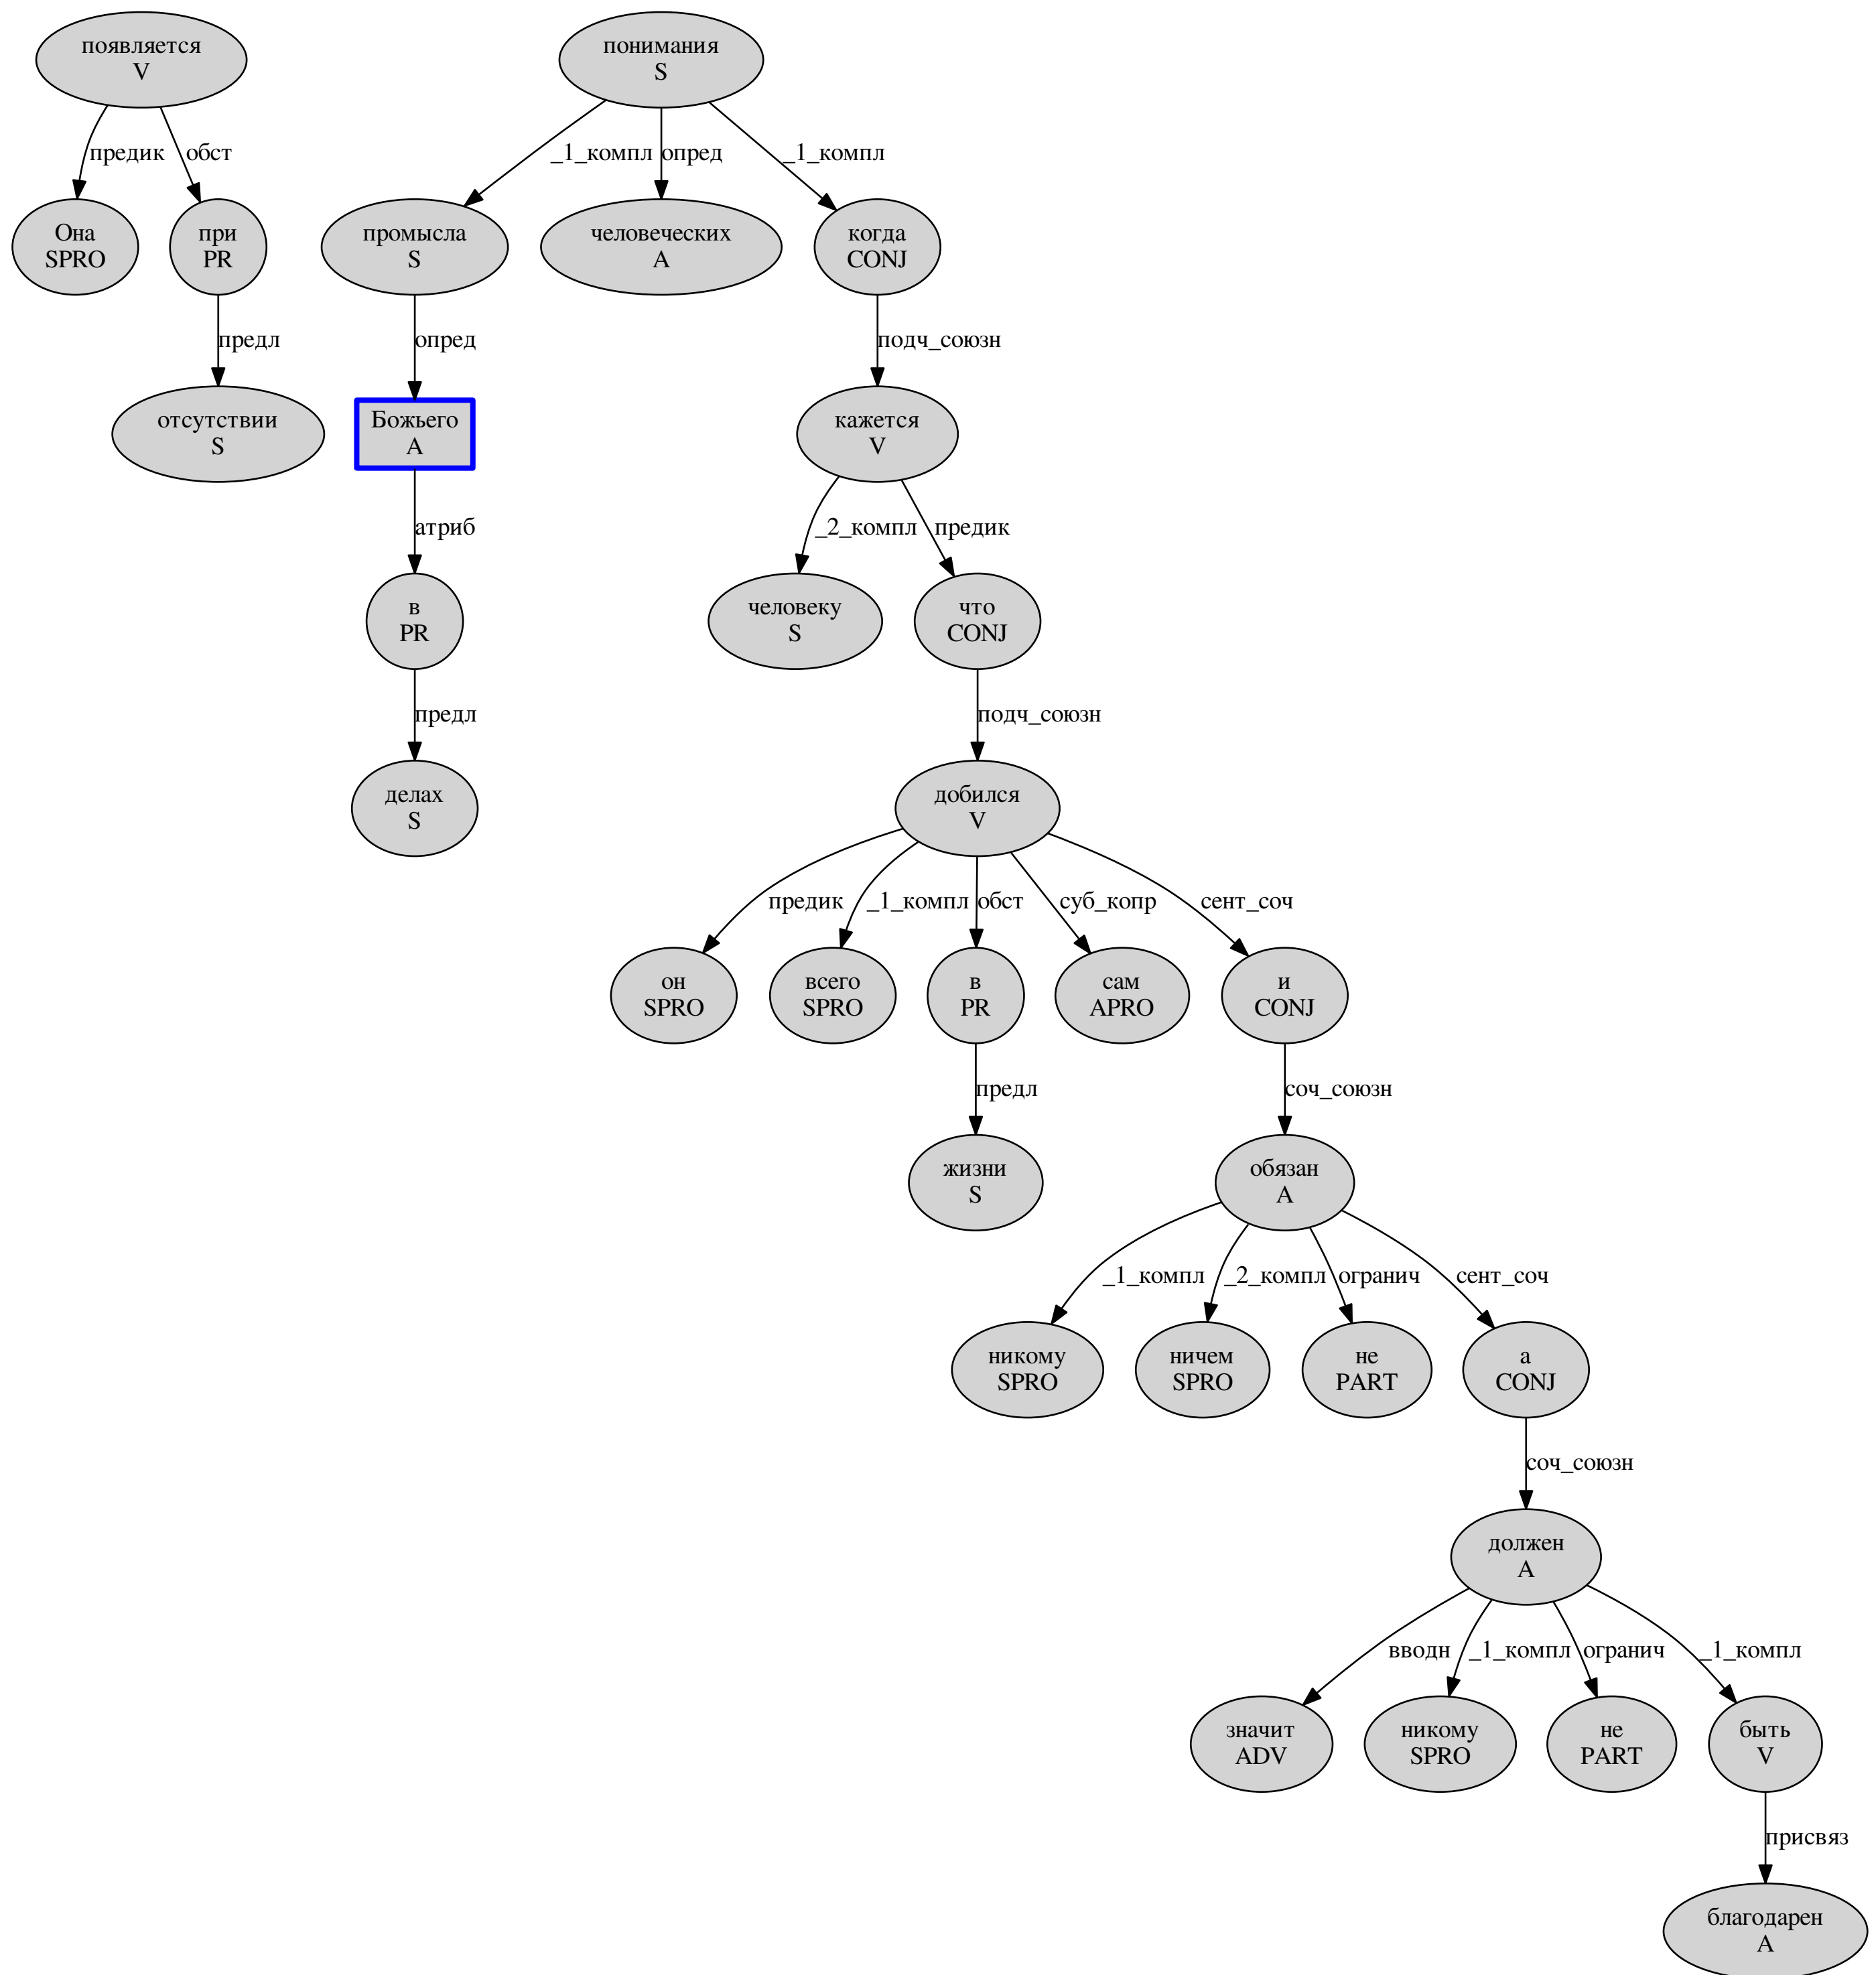 появляется
V
понимания
S
предик
обст
_1_компл
опред
_1_компл
Она
SPRO
при
PR
промысла
S
человеческих
A
когда
CONJ
предл
опред
подч_союзн
отсутствии
S
Божьего
A
кажется
V
атриб
_2_компл
предик
в
PR
человеку
S
что
CONJ
предл
подч_союзн
делах
S
добился
V
предик
_1_компл
обст
суб_копр
сент_соч
он
SPRO
всего
SPRO
в
PR
сам
APRO
и
CONJ
предл
соч_союзн
жизни
S
обязан
A
_1_компл
_2_компл
огранич
сент_соч
никому
SPRO
ничем
SPRO
не
PART
а
CONJ
соч_союзн
должен
A
вводн
_1_компл
огранич
_1_компл
значит
ADV
никому
SPRO
не
PART
быть
V
присвяз
благодарен
A